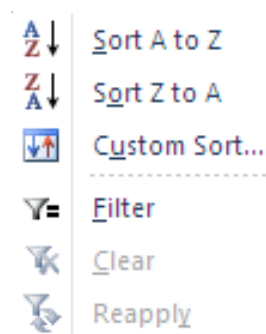 Sort A to Z
Sort Z to A
Custom Sort...
Filter
Clear
Reapply